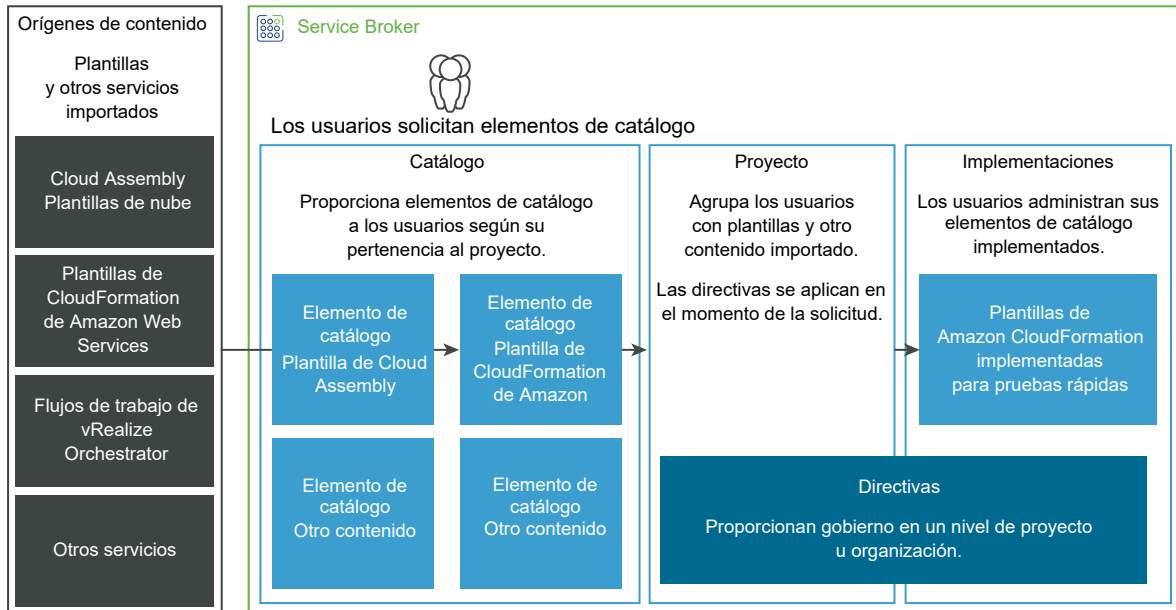 Orígenes de contenido
Plantillas
y otros servicios
importados
Cloud Assembly
Plantillas de nube
Plantillas de
CloudFormation
de Amazon Web
Services
Flujos de trabajo de
vRealize
Orchestrator
Otros servicios
Service Broker
Los usuarios solicitan elementos de catálogo
Catálogo
Proporciona elementos de catálogo
a los usuarios según su
pertenencia al proyecto.
Elemento de
catálogo
Plantilla de Cloud
Assembly
Elemento de
catálogo
Plantilla de
CloudFormation
de Amazon
Elemento de
catálogo
Otro contenido
Elemento de
catálogo
Otro contenido
Proyecto
Agrupa los usuarios
con plantillas y otro
contenido importado.
Las directivas se aplican en
el momento de la solicitud.
Implementaciones
Los usuarios administran sus
elementos de catálogo
implementados.
Plantillas de
Amazon CloudFormation
implementadas
para pruebas rápidas
Directivas
Proporcionan gobierno en un nivel de proyecto
u organización.